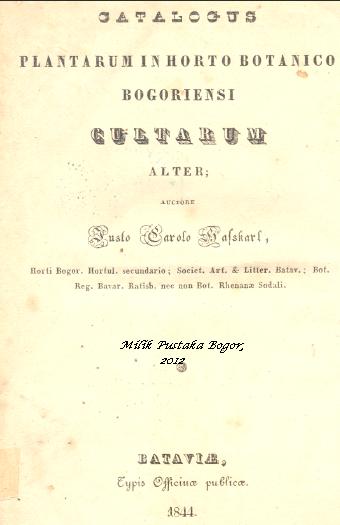 CATALOGUS
PLANTARUM IN HORTO BOTANICO
BOGORIENSI
CULTARUM
ALTER;
AUCTORE
Justo Carolo Haſskarl,
Horti Bogor. Hortul. secundario; Societ. Art. & Litter. Batav.; Bot.
Reg. Bavar. Ratisb. nec non Bot. Rhenanæ Sodali.
Milik Pustaka Bogor,
2012
BATAVIÆ,
Typis Officinæ publicæ.
1844.